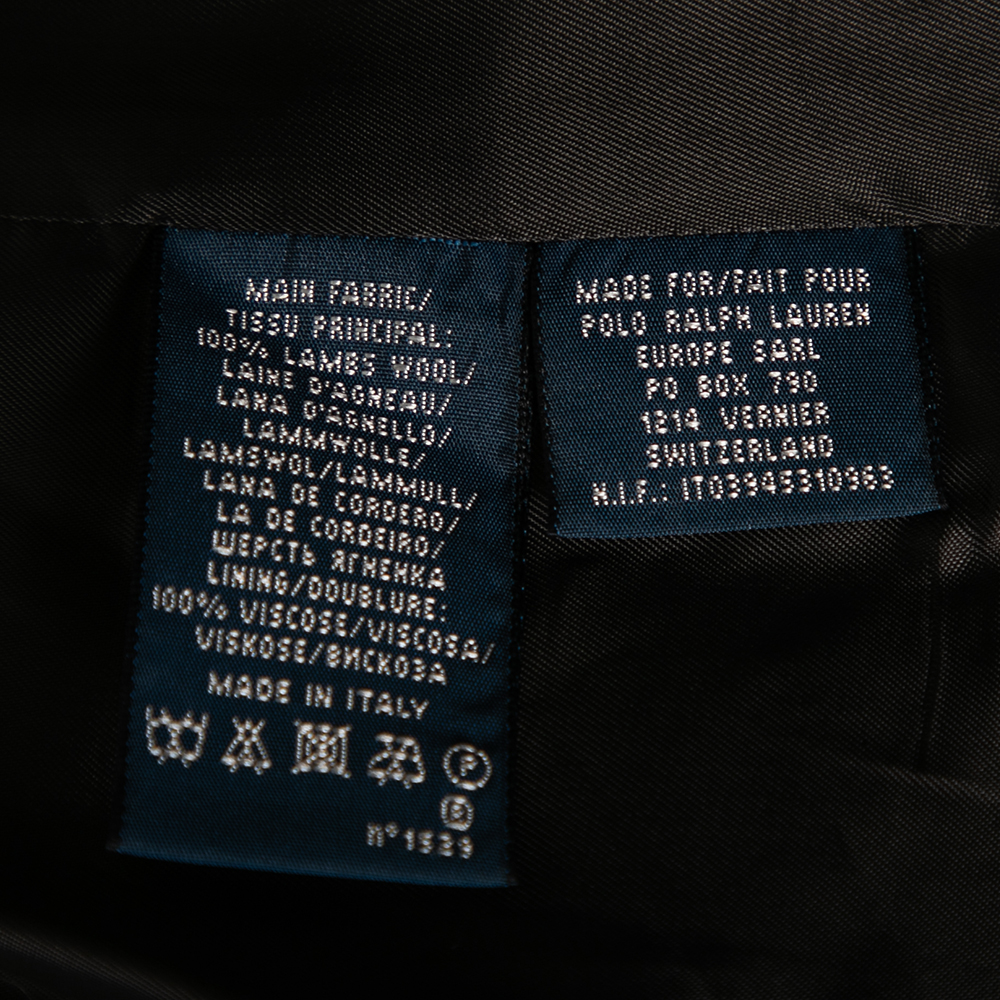 MAIN FABRIC/
TISSU PRINCIPAL:
100% LAMBS WOOL/
LAINE D'AGNEAU/
LANA D'AGNELLO/
LAMMWOLLE/
LAMSWOL/LAMMULL/
LANA DE CORDERO/
LA DE CORDEIRO/
ШЕРСТЬ ЯГНЕНКА
LINING/DOUBLURE:
100% VISCOSE/VISCOSA/
VISKOSE/ВИСКОЗА
MADE IN ITALY
P
n°1529
MADE FOR/FAIT POUR
POLO RALPH LAUREN
EUROPE SARL
PO BOX 790
1214 VERNIER
SWITZERLAND
N.I.F.: